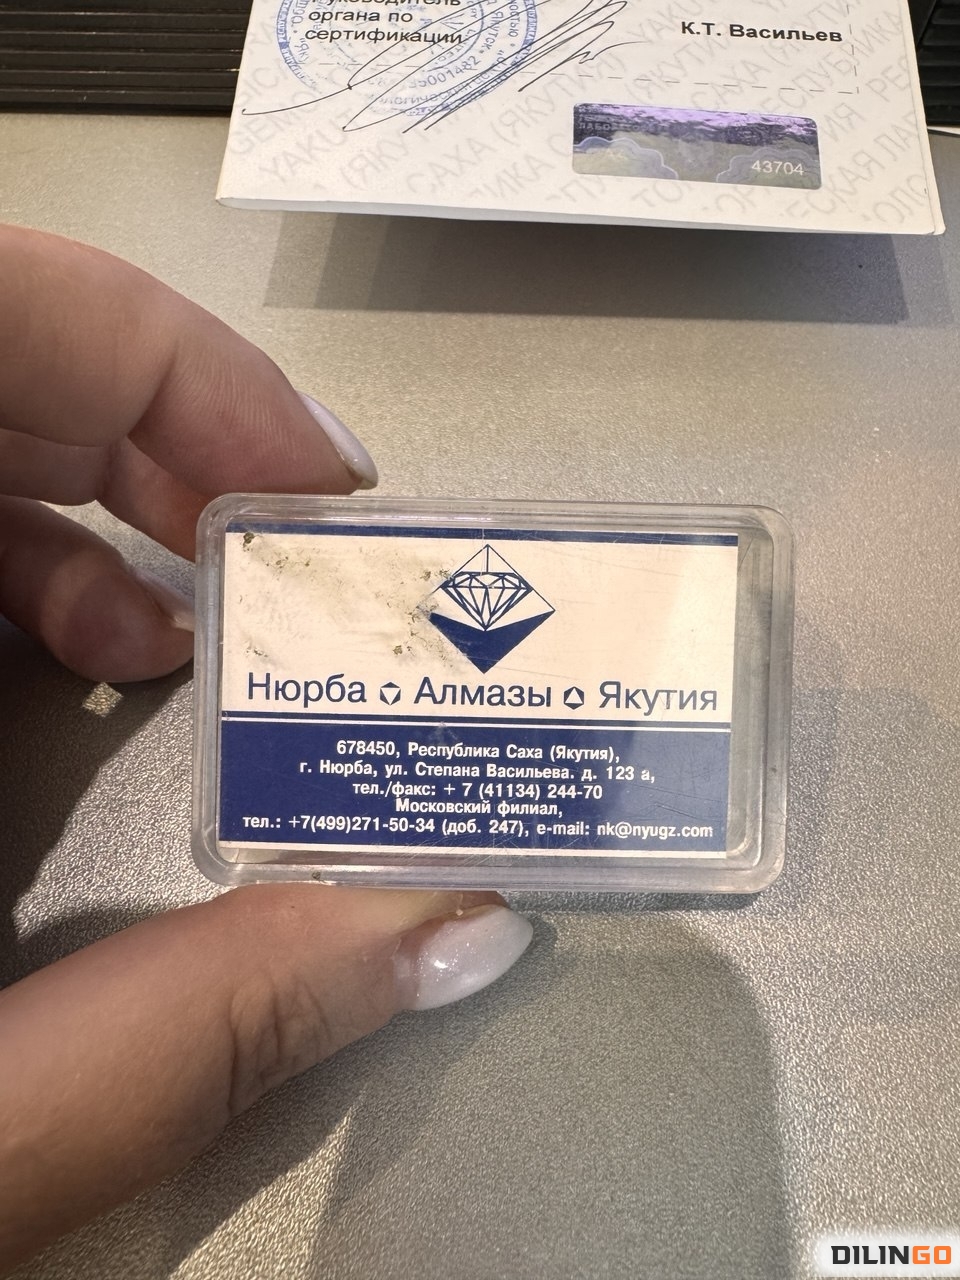 Руководитель
органа по
сертификации
К.Т. Васильев
43704
Нюрба Алмазы Якутия
678450, Республика Саха (Якутия),
г. Нюрба, ул. Степана Васильева. д. 123 а,
тел./факс: + 7 (41134) 244-70
Московский филиал,
тел.: +7(499)271-50-34 (доб. 247), e-mail: nk@nyugz.com
DILINGO